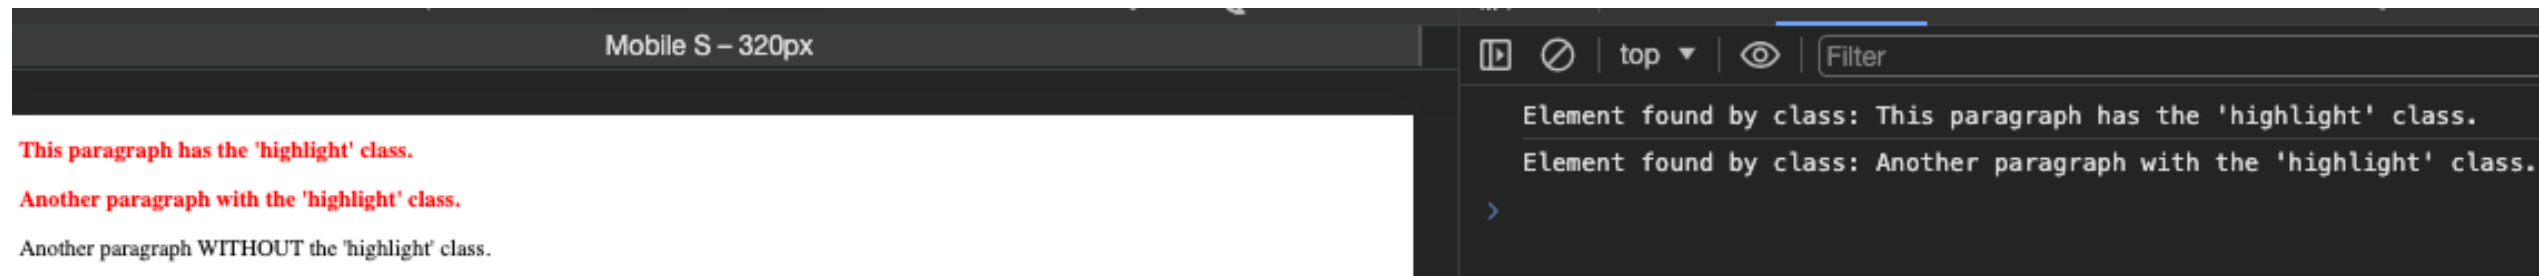 Mobile S – 320px
This paragraph has the 'highlight' class.
Another paragraph with the 'highlight' class.
Another paragraph WITHOUT the 'highlight' class.
top
Filter
Element found by class: This paragraph has the 'highlight' class.
Element found by class: Another paragraph with the 'highlight' class.